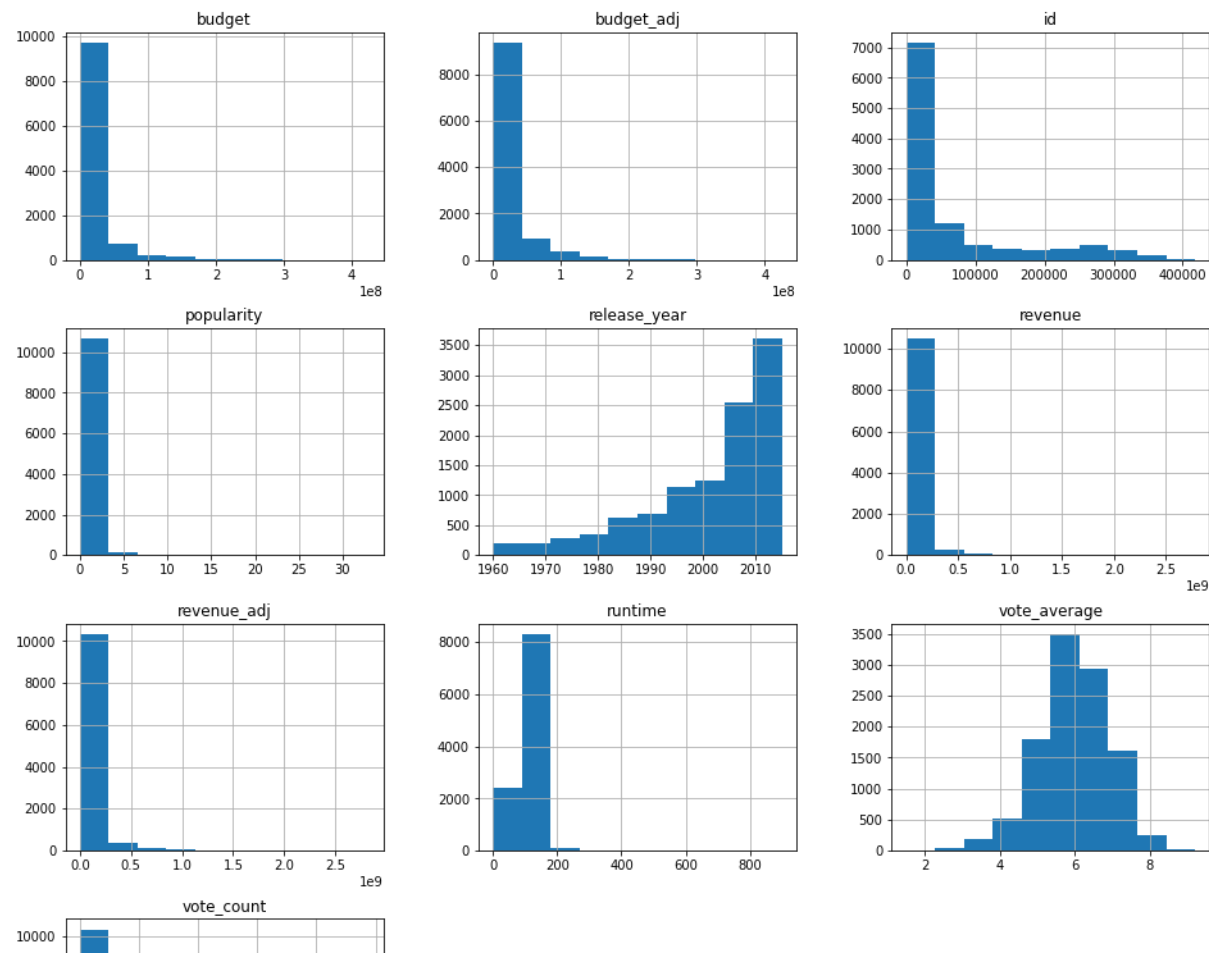 budget
10000
8000
6000
4000
2000
0
0 1 2 3 4
1e8
budget_adj
8000
6000
4000
2000
0
0 1 2 3 4
1e8
id
7000
6000
5000
4000
3000
2000
1000
0
0 100000 200000 300000 400000
popularity
10000
8000
6000
4000
2000
0
0 5 10 15 20 25 30
release_year
3500
3000
2500
2000
1500
1000
500
0
1960 1970 1980 1990 2000 2010
revenue
10000
8000
6000
4000
2000
0
0.0 0.5 1.0 1.5 2.0 2.5
1e9
revenue_adj
10000
8000
6000
4000
2000
0
0.0 0.5 1.0 1.5 2.0 2.5
1e9
runtime
8000
6000
4000
2000
0
0 200 400 600 800
vote_average
3500
3000
2500
2000
1500
1000
500
0
2 4 6 8
vote_count
10000